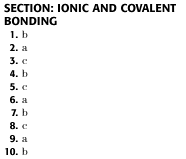 SECTION: IONIC AND COVALENT
BONDING
1. b
2. a
3. c
4. b
5. c
6. a
7. b
8. c
9. a
10. b